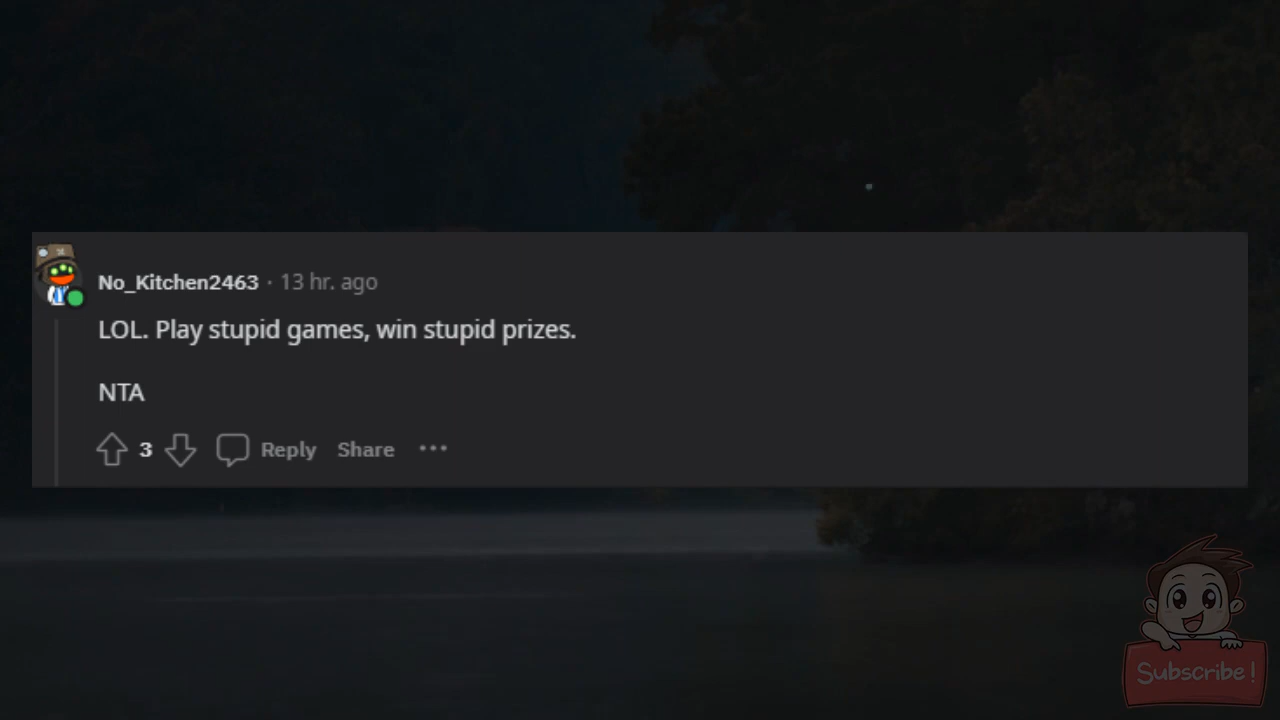 No_Kitchen2463 · 13 hr. ago
LOL. Play stupid games, win stupid prizes.
NTA
3 Reply Share ···
Subscribe!